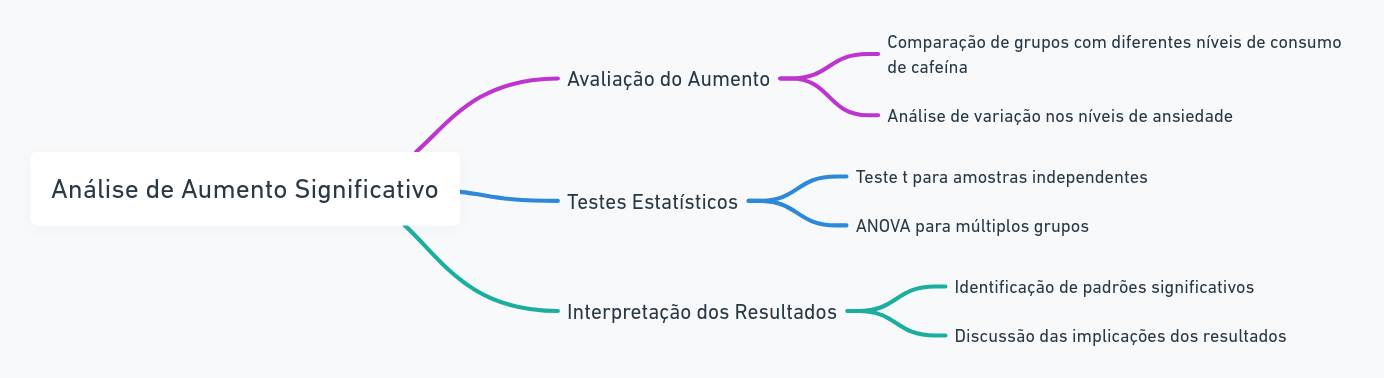 Análise de Aumento Significativo
Avaliação do Aumento
Comparação de grupos com diferentes níveis de consumo
de cafeína
Análise de variação nos níveis de ansiedade
Testes Estatísticos
Teste t para amostras independentes
ANOVA para múltiplos grupos
Interpretação dos Resultados
Identificação de padrões significativos
Discussão das implicações dos resultados